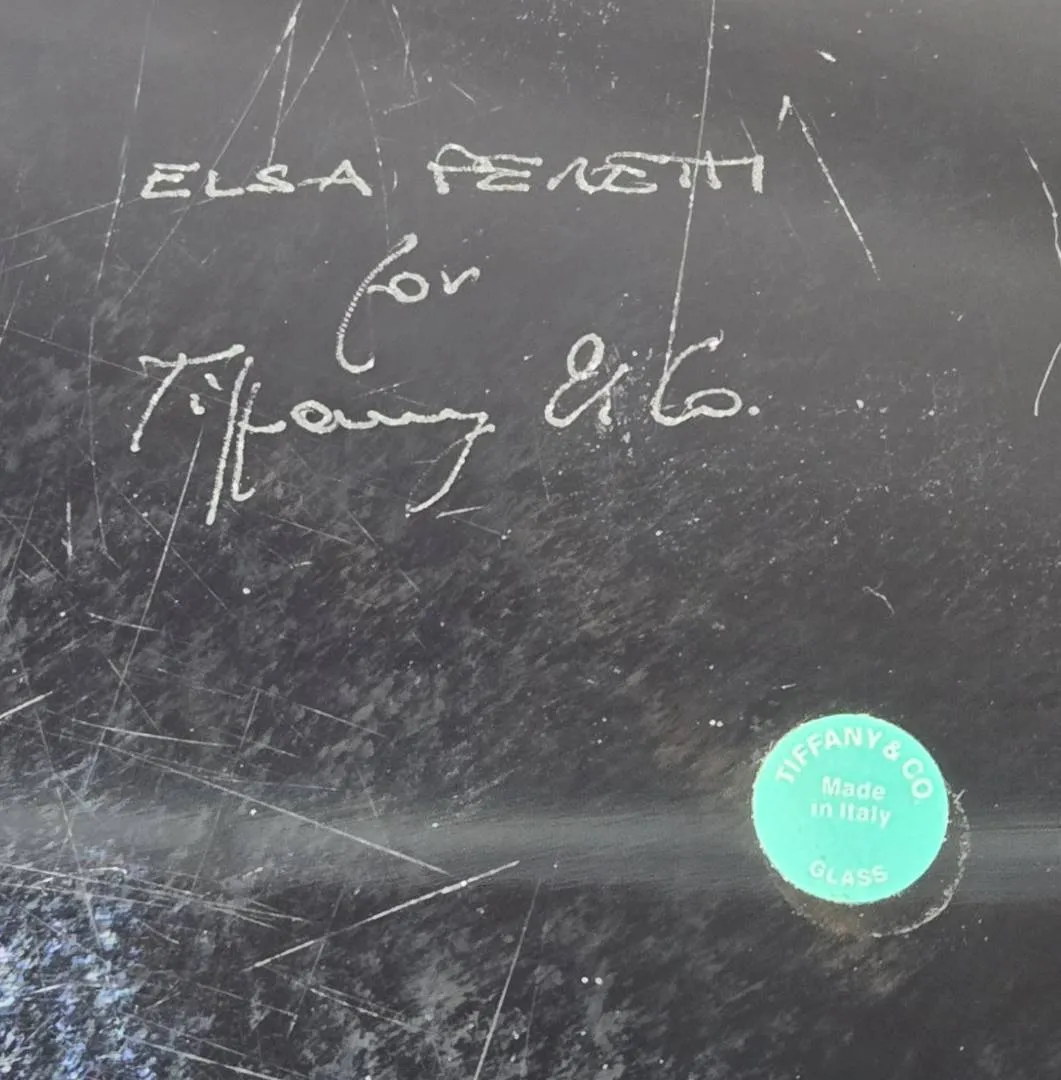 ELSA PERETTI
for
Tiffany & Co.
TIFFANY & CO.
Made
in Italy
GLASS